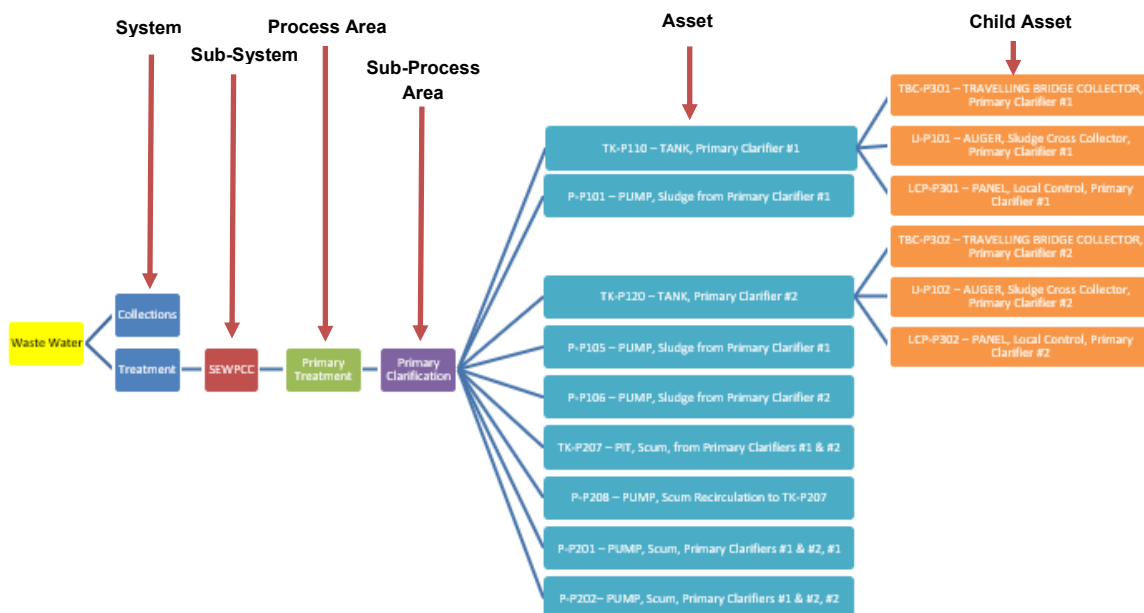 System
Sub-System
Process Area
Sub-Process
Area
Asset
Child Asset
Waste Water
Collections
Treatment
SEWPCC
Primary
Treatment
Primary
Clarification
TK-P110 – TANK, Primary Clarifier #1
P-P101 – PUMP, Sludge from Primary Clarifier #1
TK-P120 – TANK, Primary Clarifier #2
P-P105 – PUMP, Sludge from Primary Clarifier #1
P-P106 – PUMP, Sludge from Primary Clarifier #2
TK-P207 – PIT, Scum, from Primary Clarifiers #1 & #2
P-P208 – PUMP, Scum Recirculation to TK-P207
P-P201 – PUMP, Scum, Primary Clarifiers #1 & #2, #1
P-P202– PUMP, Scum, Primary Clarifiers #1 & #2, #2
TBC-P301 – TRAVELLING BRIDGE COLLECTOR,
Primary Clarifier #1
U-P101 – AUGER, Sludge Cross Collector,
Primary Clarifier #1
LCP-P301 – PANEL, Local Control, Primary
Clarifier #1
TBC-P302 – TRAVELLING BRIDGE COLLECTOR,
Primary Clarifier #2
U-P102 – AUGER, Sludge Cross Collector,
Primary Clarifier #2
LCP-P302 – PANEL, Local Control, Primary
Clarifier #2